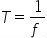 T = 1/f